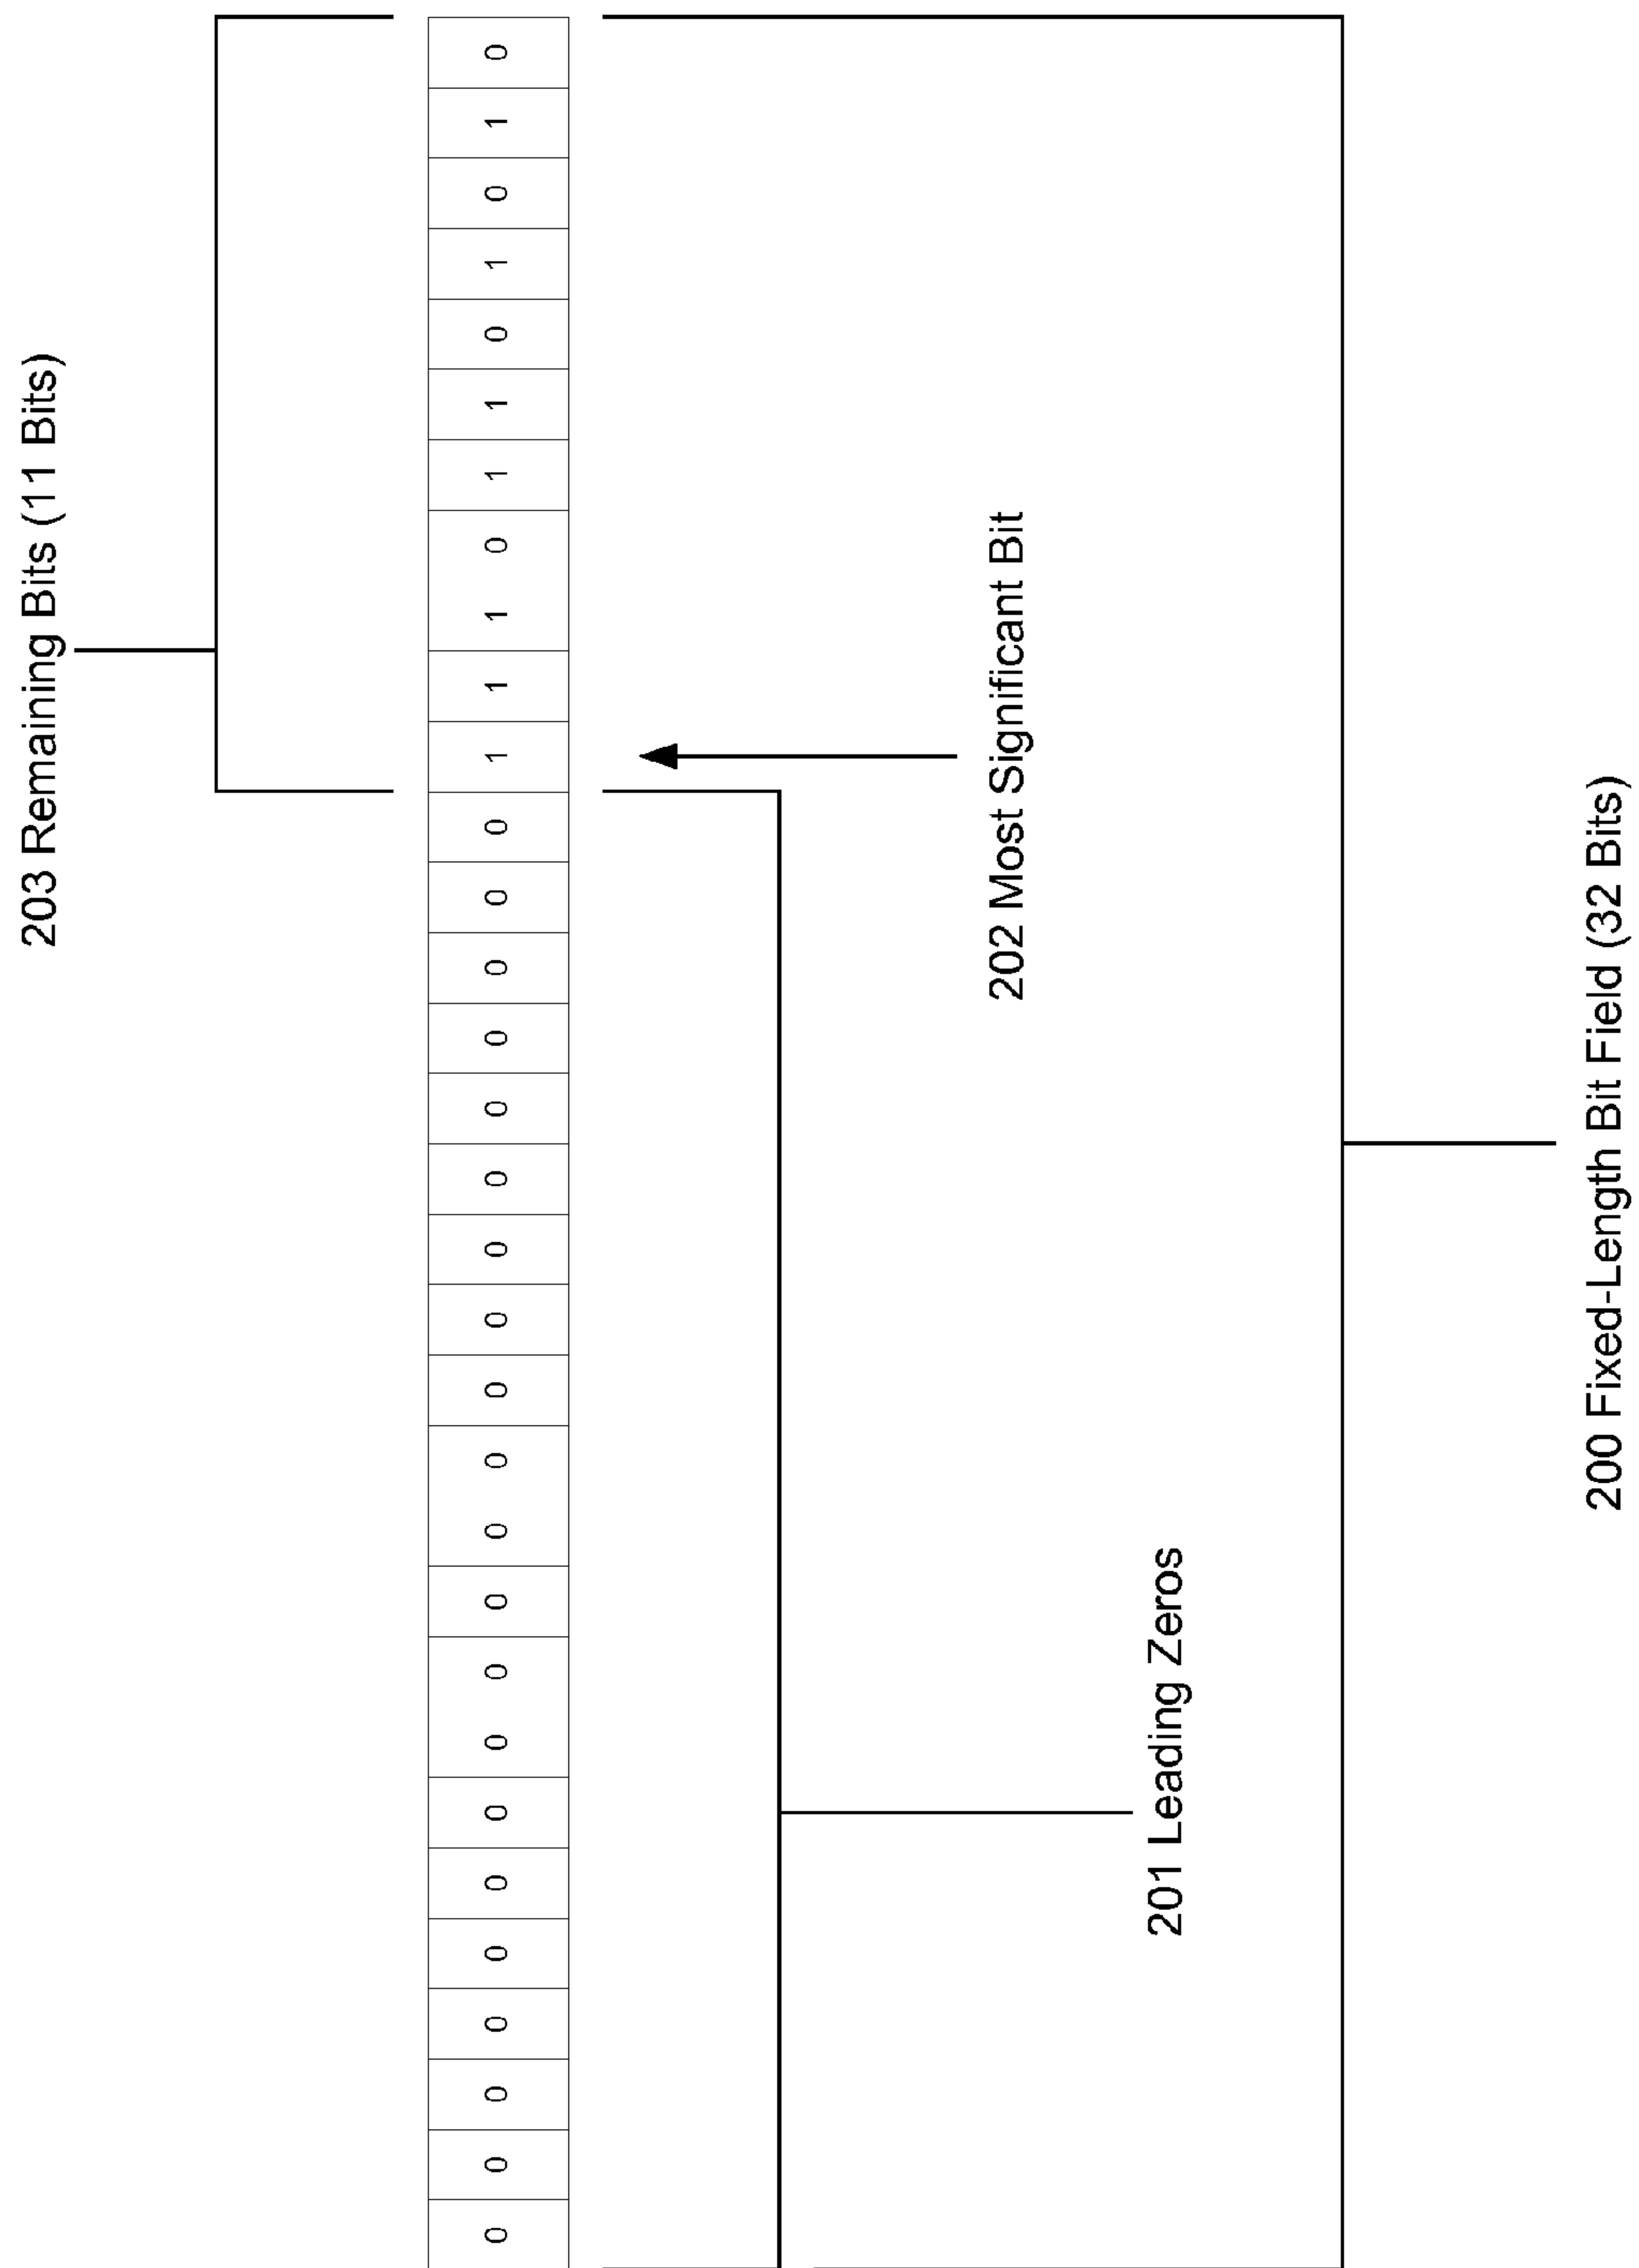 203 Remaining Bits (11 Bits)
0 0 0 0 0 0 0 0 0 0 0 0 0 0 0 0 0 0 0 0 0 1 1 1 0 1 1 0 1 0 1 0
202 Most Significant Bit
201 Leading Zeros
200 Fixed-Length Bit Field (32 Bits)